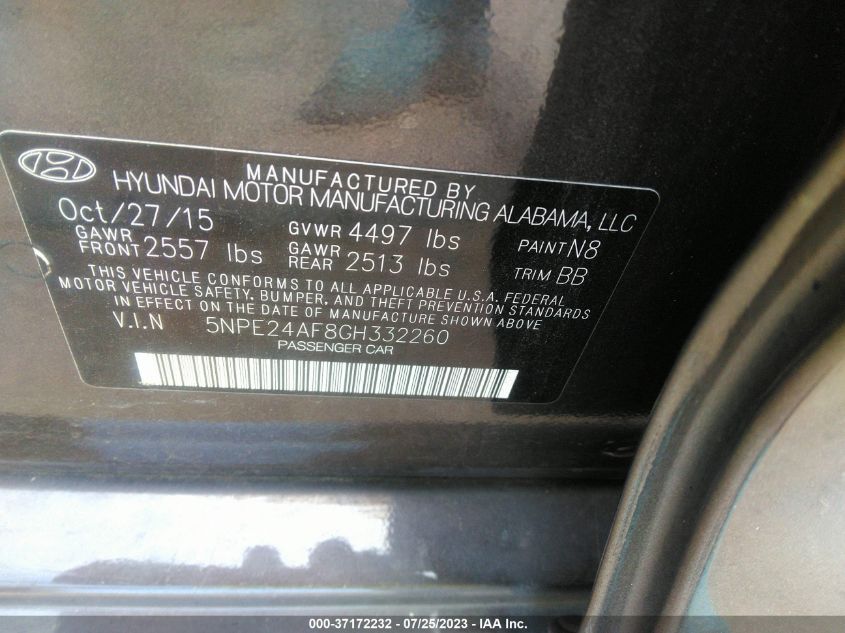 MANUFACTURED BY
HYUNDAI MOTOR MANUFACTURING ALABAMA, LLC
Oct/27/15 GVWR 4497 lbs PAINT N8
GAWR FRONT 2557 lbs GAWR REAR 2513 lbs TRIM BB
THIS VEHICLE CONFORMS TO ALL APPLICABLE U.S.A. FEDERAL
MOTOR VEHICLE SAFETY, BUMPER, AND THEFT PREVENTION STANDARDS
IN EFFECT ON THE DATE OF MANUFACTURE SHOWN ABOVE
V.I.N 5NPE24AF8GH332260
PASSENGER CAR
000-37172232 - 07/25/2023 - IAA Inc.